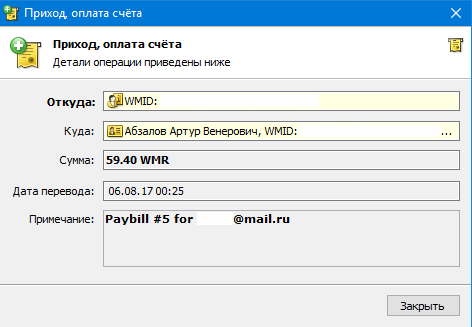 Приход, оплата счёта
Приход, оплата счёта
Детали операции приведены ниже
Откуда: WMID:
Куда: Абзалов Артур Венерович, WMID: ...
Сумма: 59.40 WMR
Дата перевода: 06.08.17 00:25
Примечание: Paybill #5 for @mail.ru
Закрыть